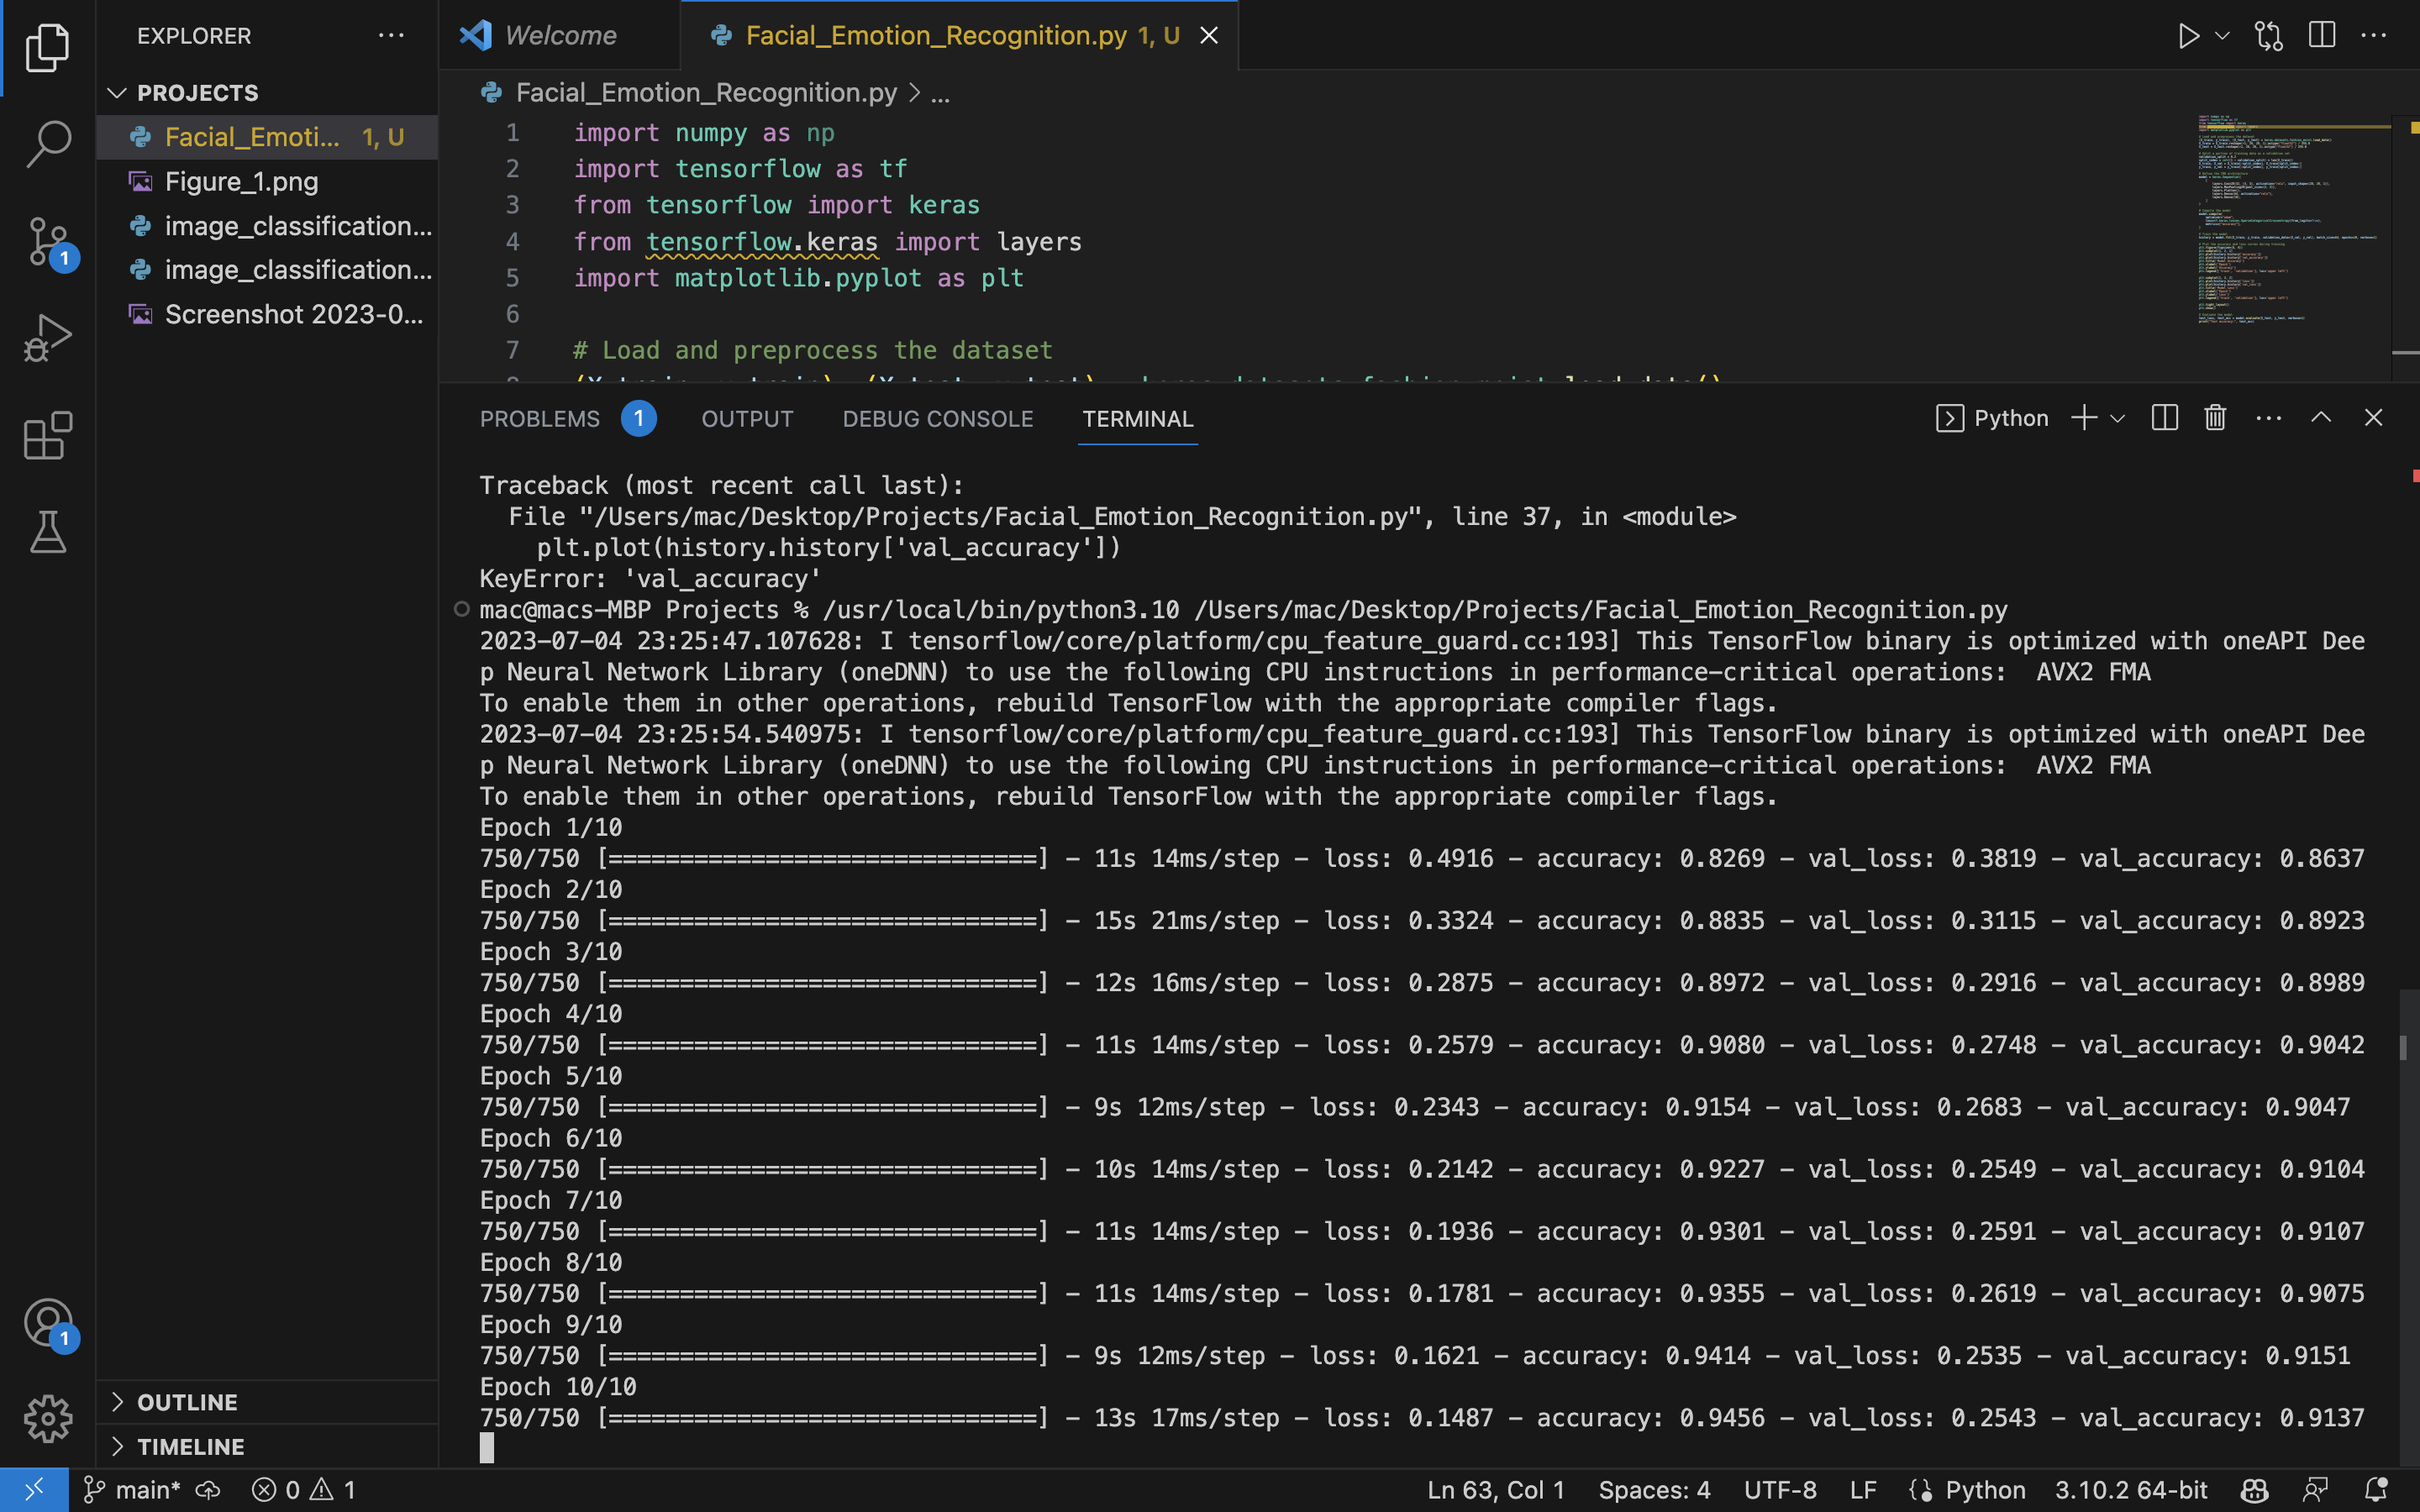 EXPLORER
PROJECTS
Facial_Emoti... 1, U
Figure_1.png
image_classification...
image_classification...
Screenshot 2023-0...
1
1
OUTLINE
TIMELINE
Welcome
Facial_Emotion_Recognition.py 1, U
Facial_Emotion_Recognition.py > ...
1 import numpy as np
2 import tensorflow as tf
3 from tensorflow import keras
4 from tensorflow.keras import layers
5 import matplotlib.pyplot as plt
6
7 # Load and preprocess the dataset
PROBLEMS 1 OUTPUT DEBUG CONSOLE TERMINAL Python
Traceback (most recent call last):
File "/Users/mac/Desktop/Projects/Facial_Emotion_Recognition.py", line 37, in <module>
plt.plot(history.history['val_accuracy'])
KeyError: 'val_accuracy'
mac@macs-MBP Projects % /usr/local/bin/python3.10 /Users/mac/Desktop/Projects/Facial_Emotion_Recognition.py
2023-07-04 23:25:47.107628: I tensorflow/core/platform/cpu_feature_guard.cc:193] This TensorFlow binary is optimized with oneAPI Dee
p Neural Network Library (oneDNN) to use the following CPU instructions in performance-critical operations:  AVX2 FMA
To enable them in other operations, rebuild TensorFlow with the appropriate compiler flags.
2023-07-04 23:25:54.540975: I tensorflow/core/platform/cpu_feature_guard.cc:193] This TensorFlow binary is optimized with oneAPI Dee
p Neural Network Library (oneDNN) to use the following CPU instructions in performance-critical operations:  AVX2 FMA
To enable them in other operations, rebuild TensorFlow with the appropriate compiler flags.
Epoch 1/10
750/750 [==============================] - 11s 14ms/step - loss: 0.4916 - accuracy: 0.8269 - val_loss: 0.3819 - val_accuracy: 0.8637
Epoch 2/10
750/750 [==============================] - 15s 21ms/step - loss: 0.3324 - accuracy: 0.8835 - val_loss: 0.3115 - val_accuracy: 0.8923
Epoch 3/10
750/750 [==============================] - 12s 16ms/step - loss: 0.2875 - accuracy: 0.8972 - val_loss: 0.2916 - val_accuracy: 0.8989
Epoch 4/10
750/750 [==============================] - 11s 14ms/step - loss: 0.2579 - accuracy: 0.9080 - val_loss: 0.2748 - val_accuracy: 0.9042
Epoch 5/10
750/750 [==============================] - 9s 12ms/step - loss: 0.2343 - accuracy: 0.9154 - val_loss: 0.2683 - val_accuracy: 0.9047
Epoch 6/10
750/750 [==============================] - 10s 14ms/step - loss: 0.2142 - accuracy: 0.9227 - val_loss: 0.2549 - val_accuracy: 0.9104
Epoch 7/10
750/750 [==============================] - 11s 14ms/step - loss: 0.1936 - accuracy: 0.9301 - val_loss: 0.2591 - val_accuracy: 0.9107
Epoch 8/10
750/750 [==============================] - 11s 14ms/step - loss: 0.1781 - accuracy: 0.9355 - val_loss: 0.2619 - val_accuracy: 0.9075
Epoch 9/10
750/750 [==============================] - 9s 12ms/step - loss: 0.1621 - accuracy: 0.9414 - val_loss: 0.2535 - val_accuracy: 0.9151
Epoch 10/10
750/750 [==============================] - 13s 17ms/step - loss: 0.1487 - accuracy: 0.9456 - val_loss: 0.2543 - val_accuracy: 0.9137
main* 0 1 Ln 63, Col 1 Spaces: 4 UTF-8 LF Python 3.10.2 64-bit